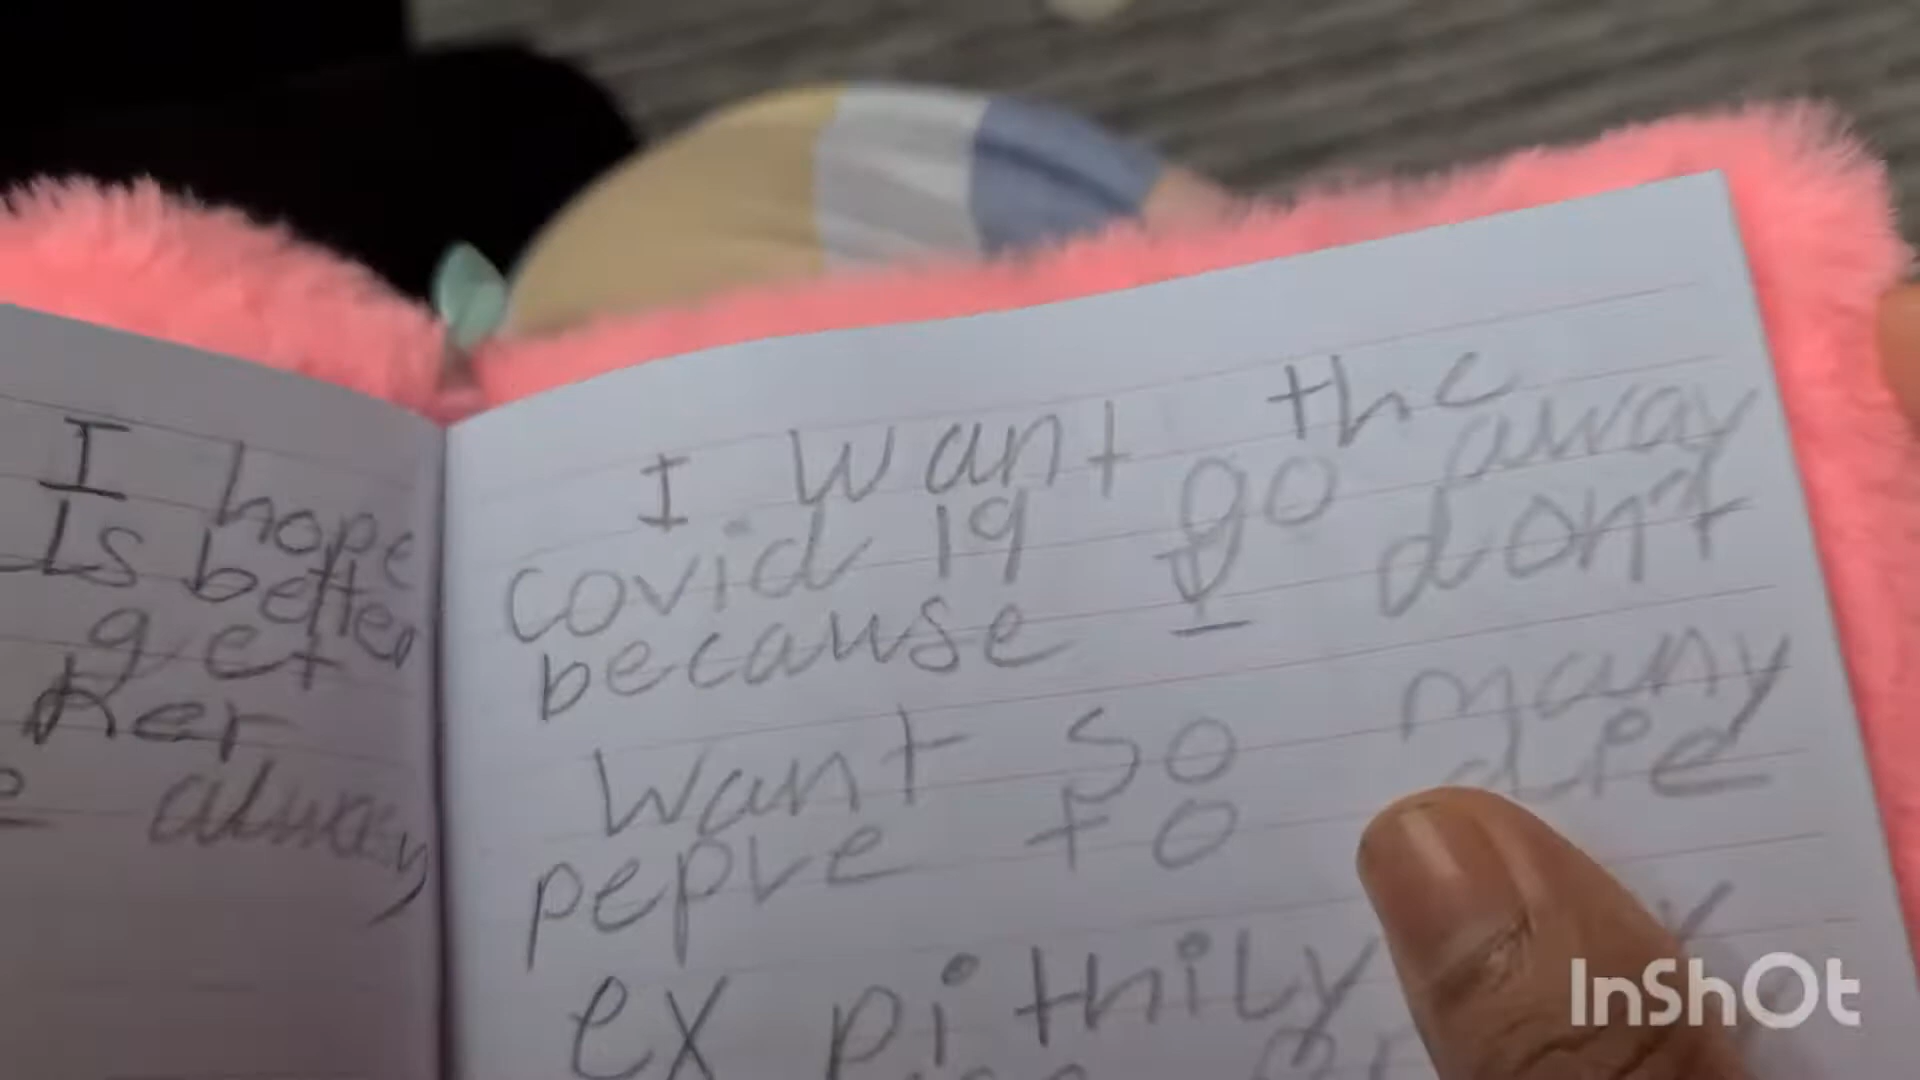 I hope
is better
get
her
always
I want the
covid 19 go away
because I don't
want so many
pepve to die
ex pithily
InShOt